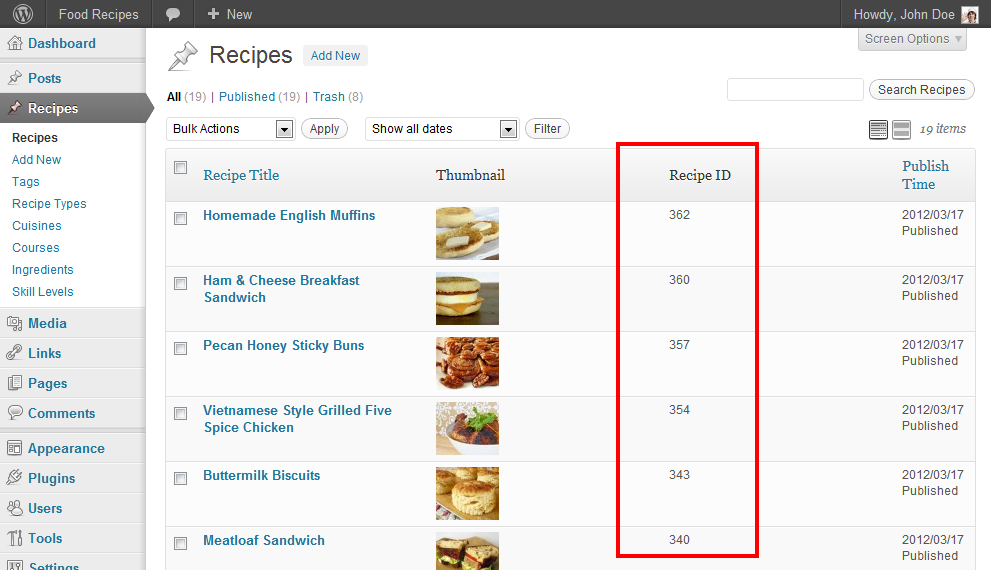 Food Recipes
+ New
Howdy, John Doe
Screen Options
Dashboard
Posts
Recipes
Recipes
Add New
Tags
Recipe Types
Cuisines
Courses
Ingredients
Skill Levels
Media
Links
Pages
Comments
Appearance
Plugins
Users
Tools
Settings
Recipes Add New
All (19) | Published (19) | Trash (8)
Search Recipes
Bulk Actions Apply Show all dates Filter
19 items
Recipe Title Thumbnail Recipe ID Publish
Time
Homemade English Muffins 362 2012/03/17
Published
Ham & Cheese Breakfast 360 2012/03/17
Sandwich Published
Pecan Honey Sticky Buns 357 2012/03/17
Published
Vietnamese Style Grilled Five 354 2012/03/17
Spice Chicken Published
Buttermilk Biscuits 343 2012/03/17
Published
Meatloaf Sandwich 340 2012/03/17
Published